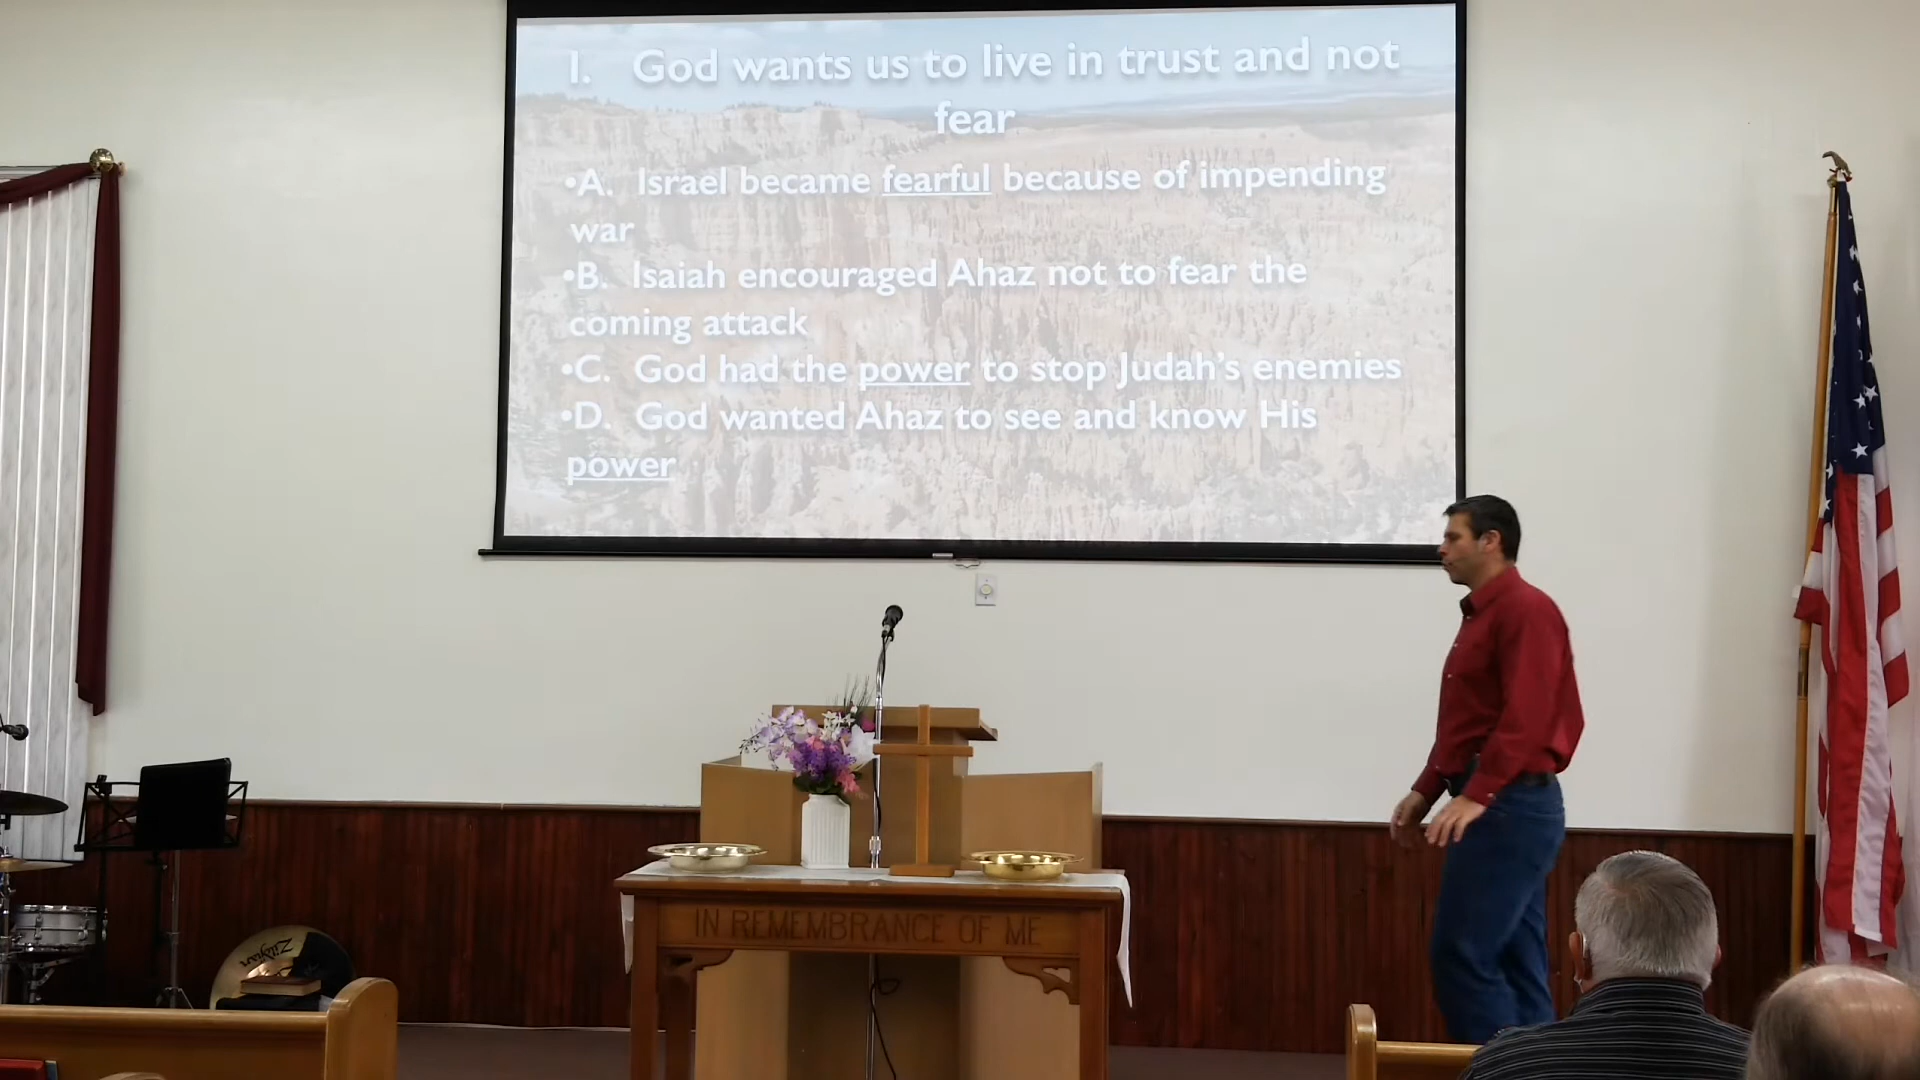 I. God wants us to live in trust and not
fear
•A. Israel became fearful because of impending
war
•B. Isaiah encouraged Ahaz not to fear the
coming attack
•C. God had the power to stop Judah's enemies
•D. God wanted Ahaz to see and know His
power
IN REMEMBRANCE OF ME
Zildjian